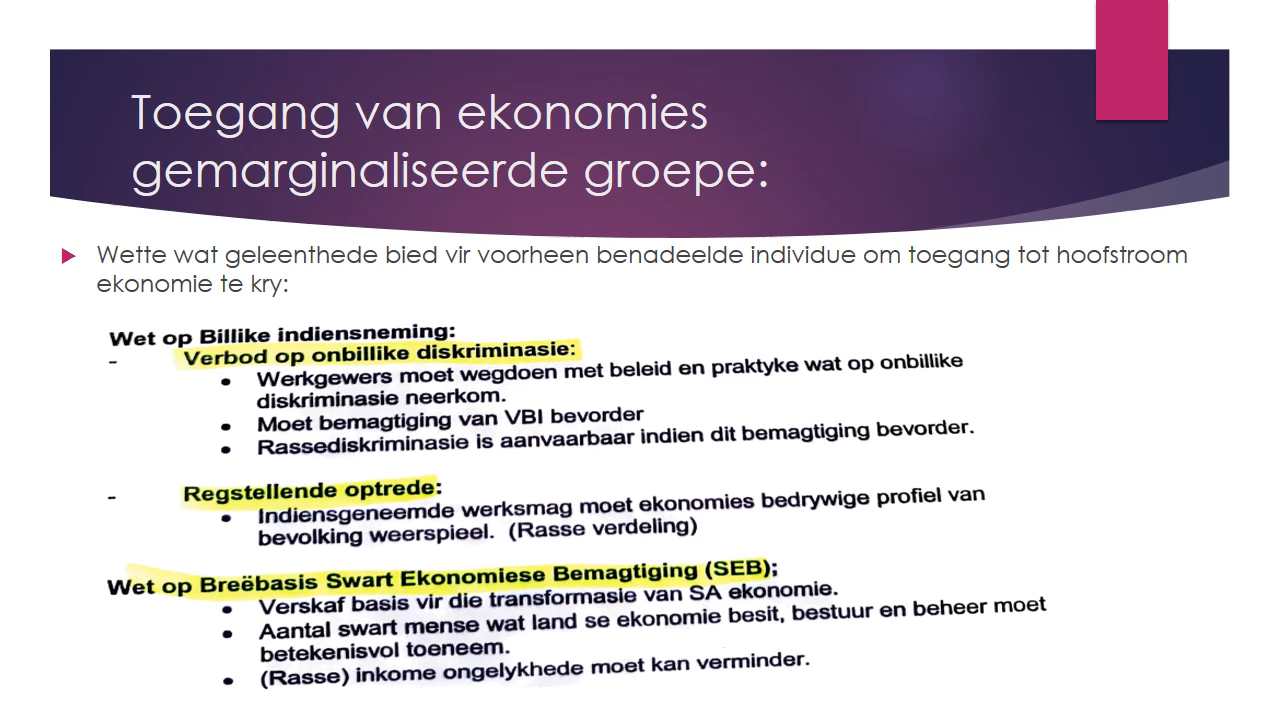 Toegang van ekonomies
gemarginaliseerde groepe:
Wette wat geleenthede bied vir voorheen benadeelde individue om toegang tot hoofstroom
ekonomie te kry:
Wet op Billike indiensneming:
- Verbod op onbillike diskriminasie:
• Werkgewers moet wegdoen met beleid en praktyke wat op onbillike
diskriminasie neerkom.
• Moet bemagtiging van VBI bevorder
• Rassediskriminasie is aanvaarbaar indien dit bemagtiging bevorder.
- Regstellende optrede:
• Indiensgeneemde werksmag moet ekonomies bedrywige profiel van
bevolking weerspieel. (Rasse verdeling)
Wet op Breëbasis Swart Ekonomiese Bemagtiging (SEB);
• Verskaf basis vir die transformasie van SA ekonomie.
• Aantal swart mense wat land se ekonomie besit, bestuur en beheer moet
betekenisvol toeneem.
• (Rasse) inkome ongelykhede moet kan verminder.